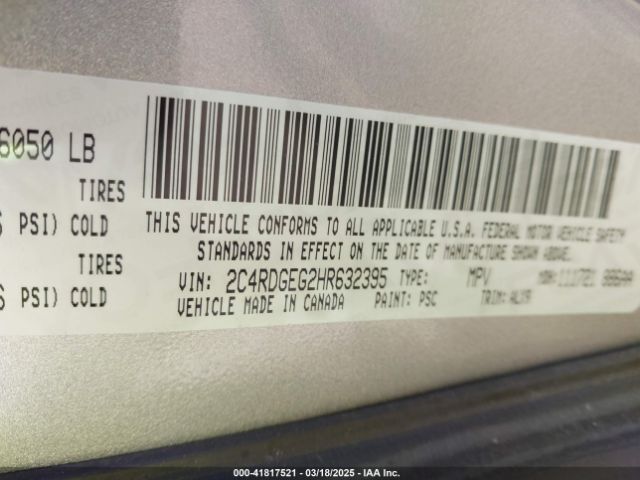 6050 LB
TIRES
PSI) COLD
TIRES
PSI) COLD
THIS VEHICLE CONFORMS TO ALL APPLICABLE U.S.A. FEDERAL MOTOR VEHICLE SAFETY
STANDARDS IN EFFECT ON THE DATE OF MANUFACTURE SHOWN ABOVE.
VIN: 2C4RDGEG2HR632395 TYPE: MPV
VEHICLE MADE IN CANADA PAINT: PSC TRIM:
000-41817521 | 03/18/2025 | IAA Inc.